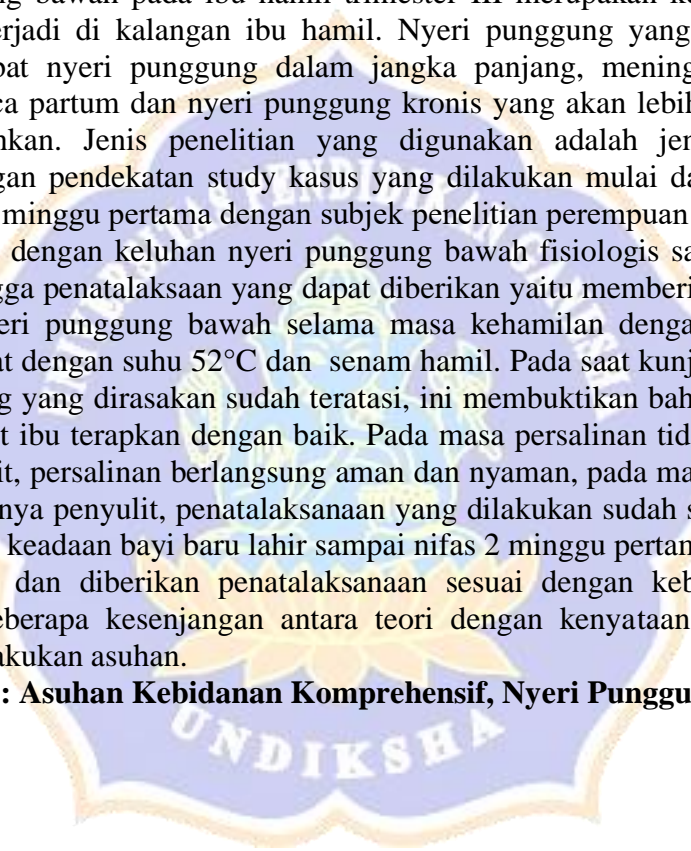 ng bawah pada ibu hamil trimester III merupakan ke
erjadi di kalangan ibu hamil. Nyeri punggung yang
bat nyeri punggung dalam jangka panjang, mening
ca partum dan nyeri punggung kronis yang akan lebih
hkan. Jenis penelitian yang digunakan adalah jen
gan pendekatan study kasus yang dilakukan mulai da
minggu pertama dengan subjek penelitian perempuan
dengan keluhan nyeri punggung bawah fisiologis sa
gga penatalaksaan yang dapat diberikan yaitu memberi
eri punggung bawah selama masa kehamilan denga
at dengan suhu 52°C dan senam hamil. Pada saat kunj
g yang dirasakan sudah teratasi, ini membuktikan bah
t ibu terapkan dengan baik. Pada masa persalinan tid
it, persalinan berlangsung aman dan nyaman, pada ma
nya penyulit, penatalaksanaan yang dilakukan sudah s
keadaan bayi baru lahir sampai nifas 2 minggu pertam
dan diberikan penatalaksanaan sesuai dengan keb
eberapa kesenjangan antara teori dengan kenyataan
akukan asuhan.
: Asuhan Kebidanan Komprehensif, Nyeri Punggu
UNIVERSITAS PENDIDIKAN GANESHA
UNDIKSHA